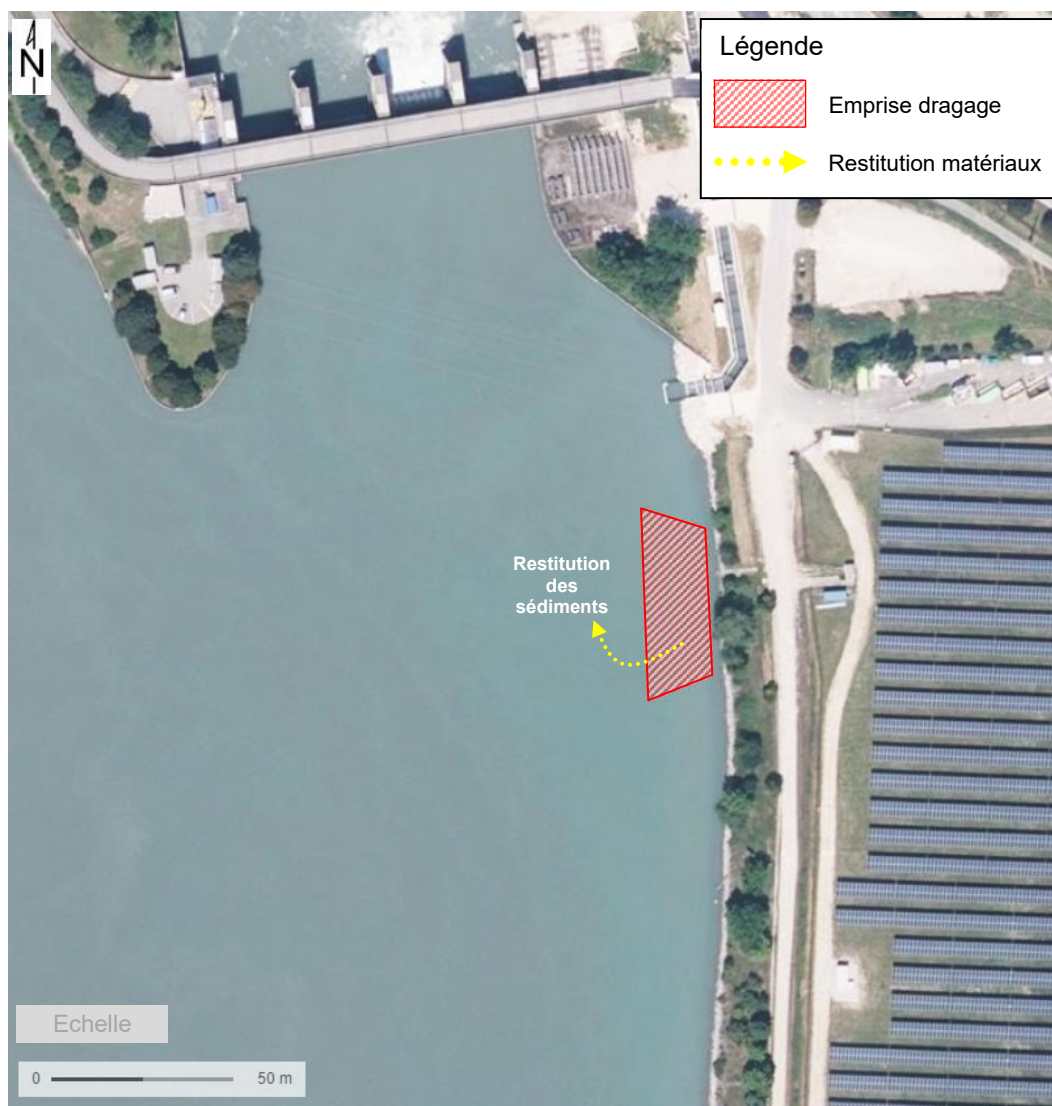 N
Légende
Emprise dragage
Restitution matériaux
Restitution
des
sédiments
Echelle
0 50 m